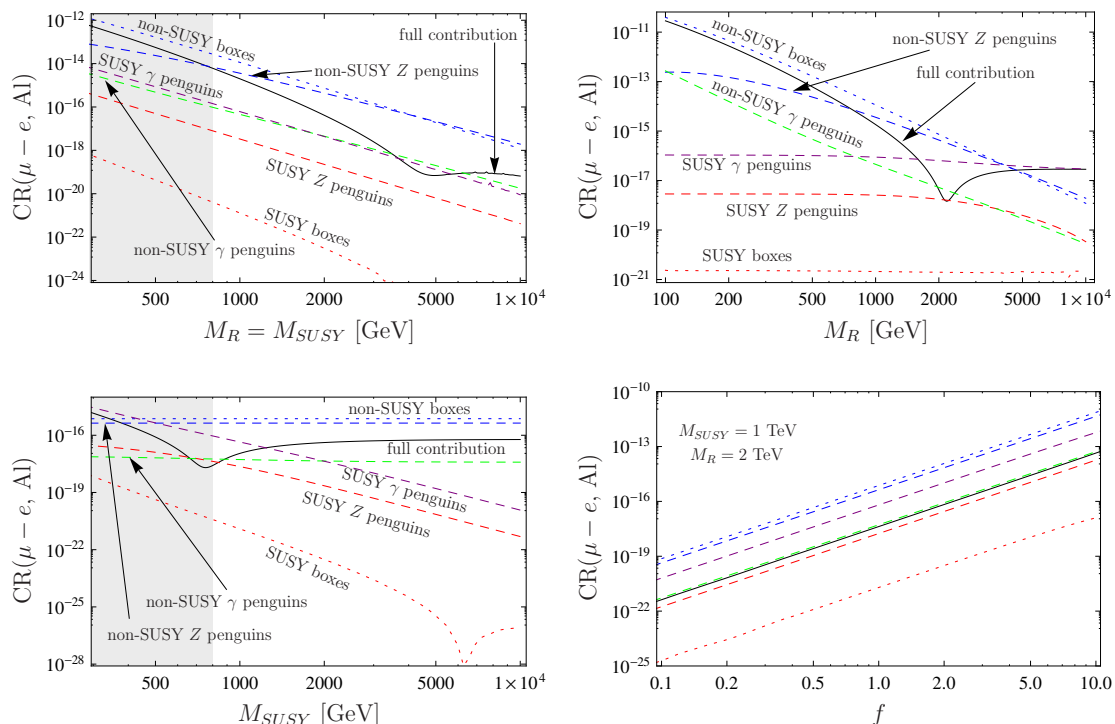 10⁻¹²
10⁻¹⁴
10⁻¹⁶
10⁻¹⁸
10⁻²⁰
10⁻²²
10⁻²⁴
CR(μ − e, Al)
non-SUSY boxes
full contribution
non-SUSY Z penguins
SUSY γ penguins
SUSY Z penguins
SUSY boxes
non-SUSY γ penguins
500 1000 2000 5000 1×10⁴
M_R = M_SUSY [GeV]
10⁻¹¹
10⁻¹³
10⁻¹⁵
10⁻¹⁷
10⁻¹⁹
10⁻²¹
CR(μ − e, Al)
non-SUSY boxes
non-SUSY Z penguins
full contribution
non-SUSY γ penguins
SUSY γ penguins
SUSY Z penguins
SUSY boxes
100 200 500 1000 2000 5000 1×10⁴
M_R [GeV]
10⁻¹⁶
10⁻¹⁹
10⁻²²
10⁻²⁵
10⁻²⁸
CR(μ − e, Al)
non-SUSY boxes
full contribution
SUSY γ penguins
SUSY Z penguins
SUSY boxes
non-SUSY γ penguins
non-SUSY Z penguins
500 1000 2000 5000 1×10⁴
M_SUSY [GeV]
10⁻¹⁰
10⁻¹³
10⁻¹⁶
10⁻¹⁹
10⁻²²
10⁻²⁵
CR(μ − e, Al)
M_SUSY = 1 TeV
M_R = 2 TeV
0.1 0.2 0.5 1.0 2.0 5.0 10.0
f